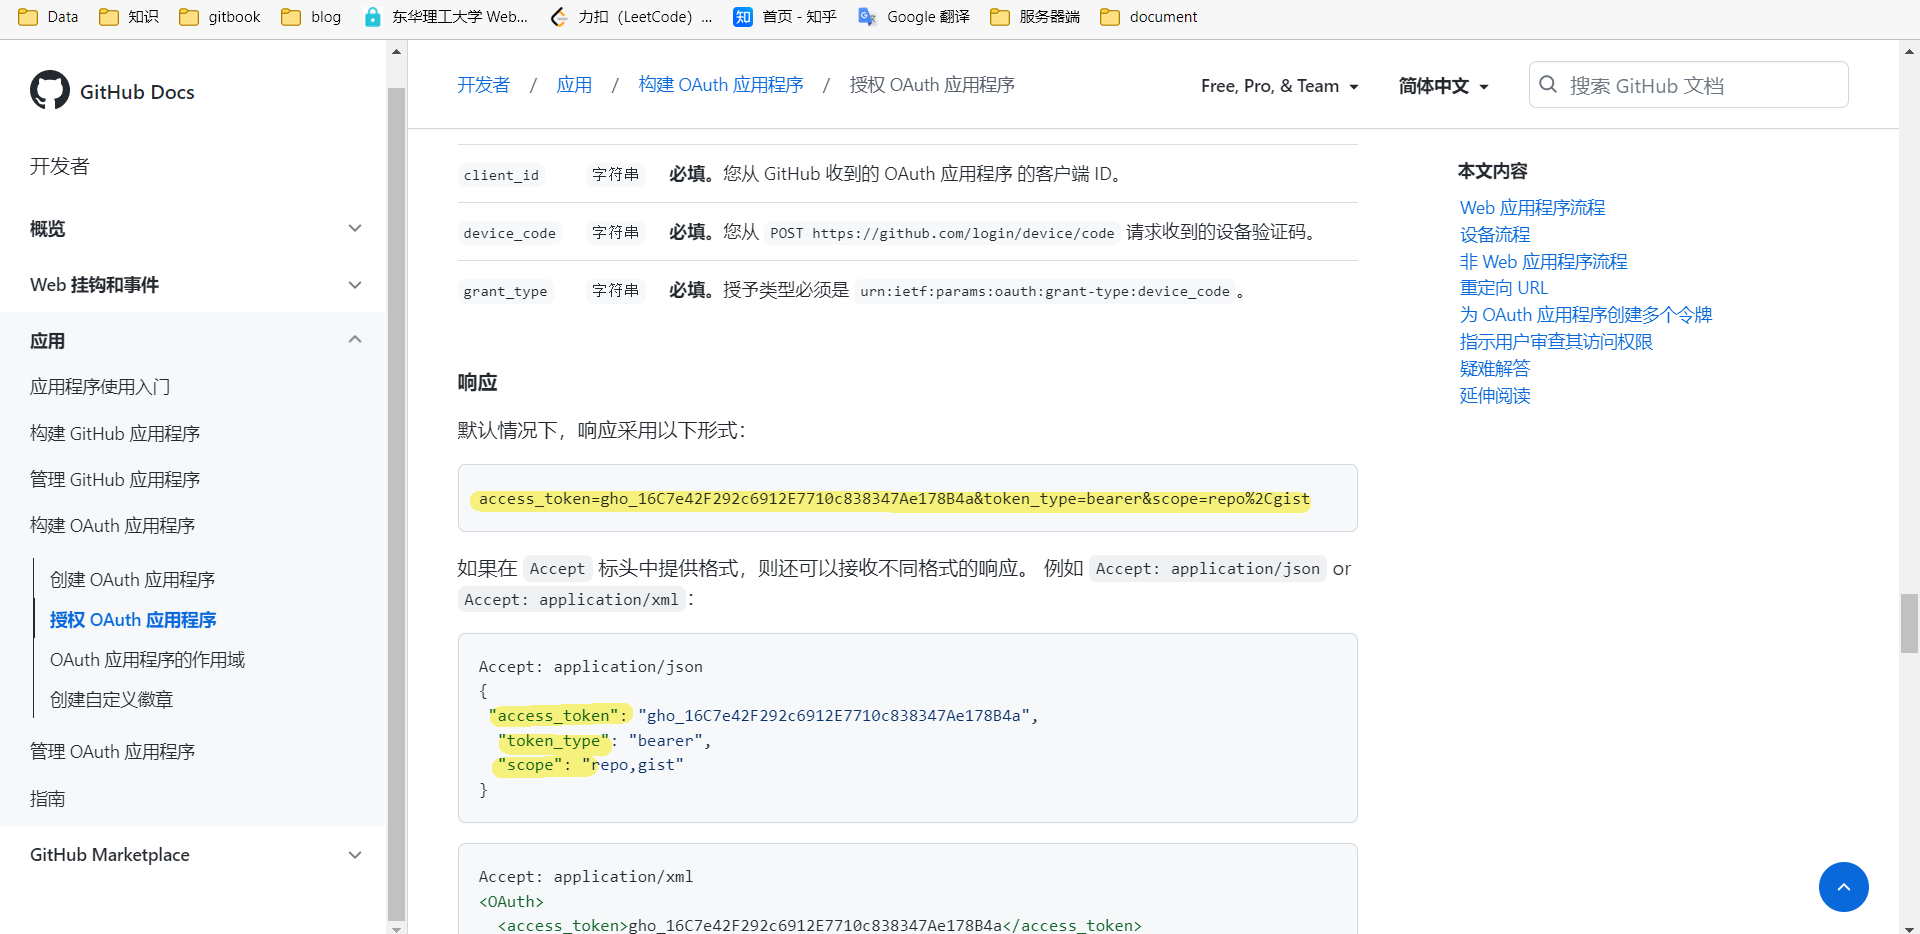 Data 知识 gitbook blog 东华理工大学 Web... 力扣（LeetCode）... 知 首页 - 知乎 Google 翻译 服务器端 document
GitHub Docs
开发者 / 应用 / 构建 OAuth 应用程序 / 授权 OAuth 应用程序
Free, Pro, & Team 简体中文 搜索 GitHub 文档
开发者
概览
Web 挂钩和事件
应用
应用程序使用入门
构建 GitHub 应用程序
管理 GitHub 应用程序
构建 OAuth 应用程序
创建 OAuth 应用程序
授权 OAuth 应用程序
OAuth 应用程序的作用域
创建自定义徽章
管理 OAuth 应用程序
指南
GitHub Marketplace
client_id 字符串 必填。您从 GitHub 收到的 OAuth 应用程序 的客户端 ID。
device_code 字符串 必填。您从 POST https://github.com/login/device/code 请求收到的设备验证码。
grant_type 字符串 必填。授予类型必须是 urn:ietf:params:oauth:grant-type:device_code 。
响应
默认情况下，响应采用以下形式：
access_token=gho_16C7e42F292c6912E7710c838347Ae178B4a&token_type=bearer&scope=repo%2Cgist
如果在 Accept 标头中提供格式，则还可以接收不同格式的响应。 例如 Accept: application/json or
Accept: application/xml：
Accept: application/json
{
"access_token": "gho_16C7e42F292c6912E7710c838347Ae178B4a",
"token_type": "bearer",
"scope": "repo,gist"
}
Accept: application/xml
<OAuth>
<access_token>gho_16C7e42F292c6912E7710c838347Ae178B4a</access_token>
本文内容
Web 应用程序流程
设备流程
非 Web 应用程序流程
重定向 URL
为 OAuth 应用程序创建多个令牌
指示用户审查其访问权限
疑难解答
延伸阅读